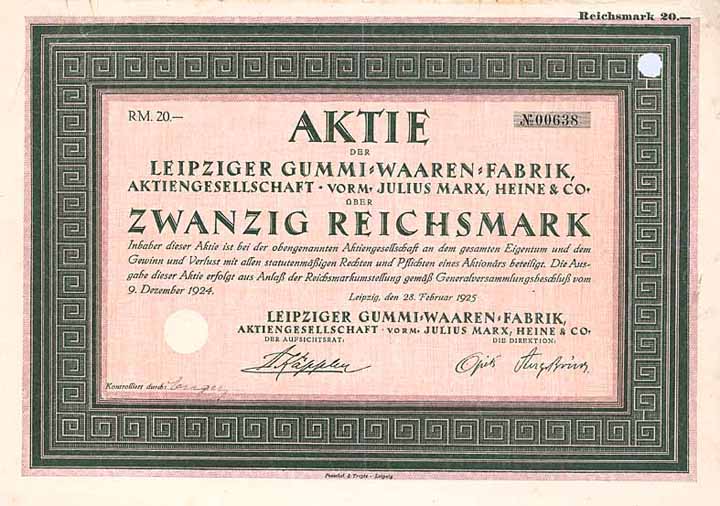 Reichsmark 20.—
RM. 20.—
№ 00638
AKTIE
DER
LEIPZIGER GUMMI=WAAREN=FABRIK,
AKTIENGESELLSCHAFT · VORM. JULIUS MARX, HEINE & CO.
ÜBER
ZWANZIG REICHSMARK
Inhaber dieser Aktie ist bei der obengenannten Aktiengesellschaft an dem gesamten Eigentum und dem
Gewinn und Verlust mit allen statutenmäßigen Rechten und Pflichten eines Aktionärs beteiligt. Die Aus-
gabe dieser Aktie erfolgt aus Anlaß der Reichsmarkumstellung gemäß Generalversammlungsbeschluß vom
9. Dezember 1924.
Leipzig, den 28. Februar 1925
LEIPZIGER GUMMI=WAAREN=FABRIK,
AKTIENGESELLSCHAFT · VORM. JULIUS MARX, HEINE & CO.
DER AUFSICHTSRAT:
DIE DIREKTION:
Käppler
Kontrolliert durch:
& Trepte - Leipzig